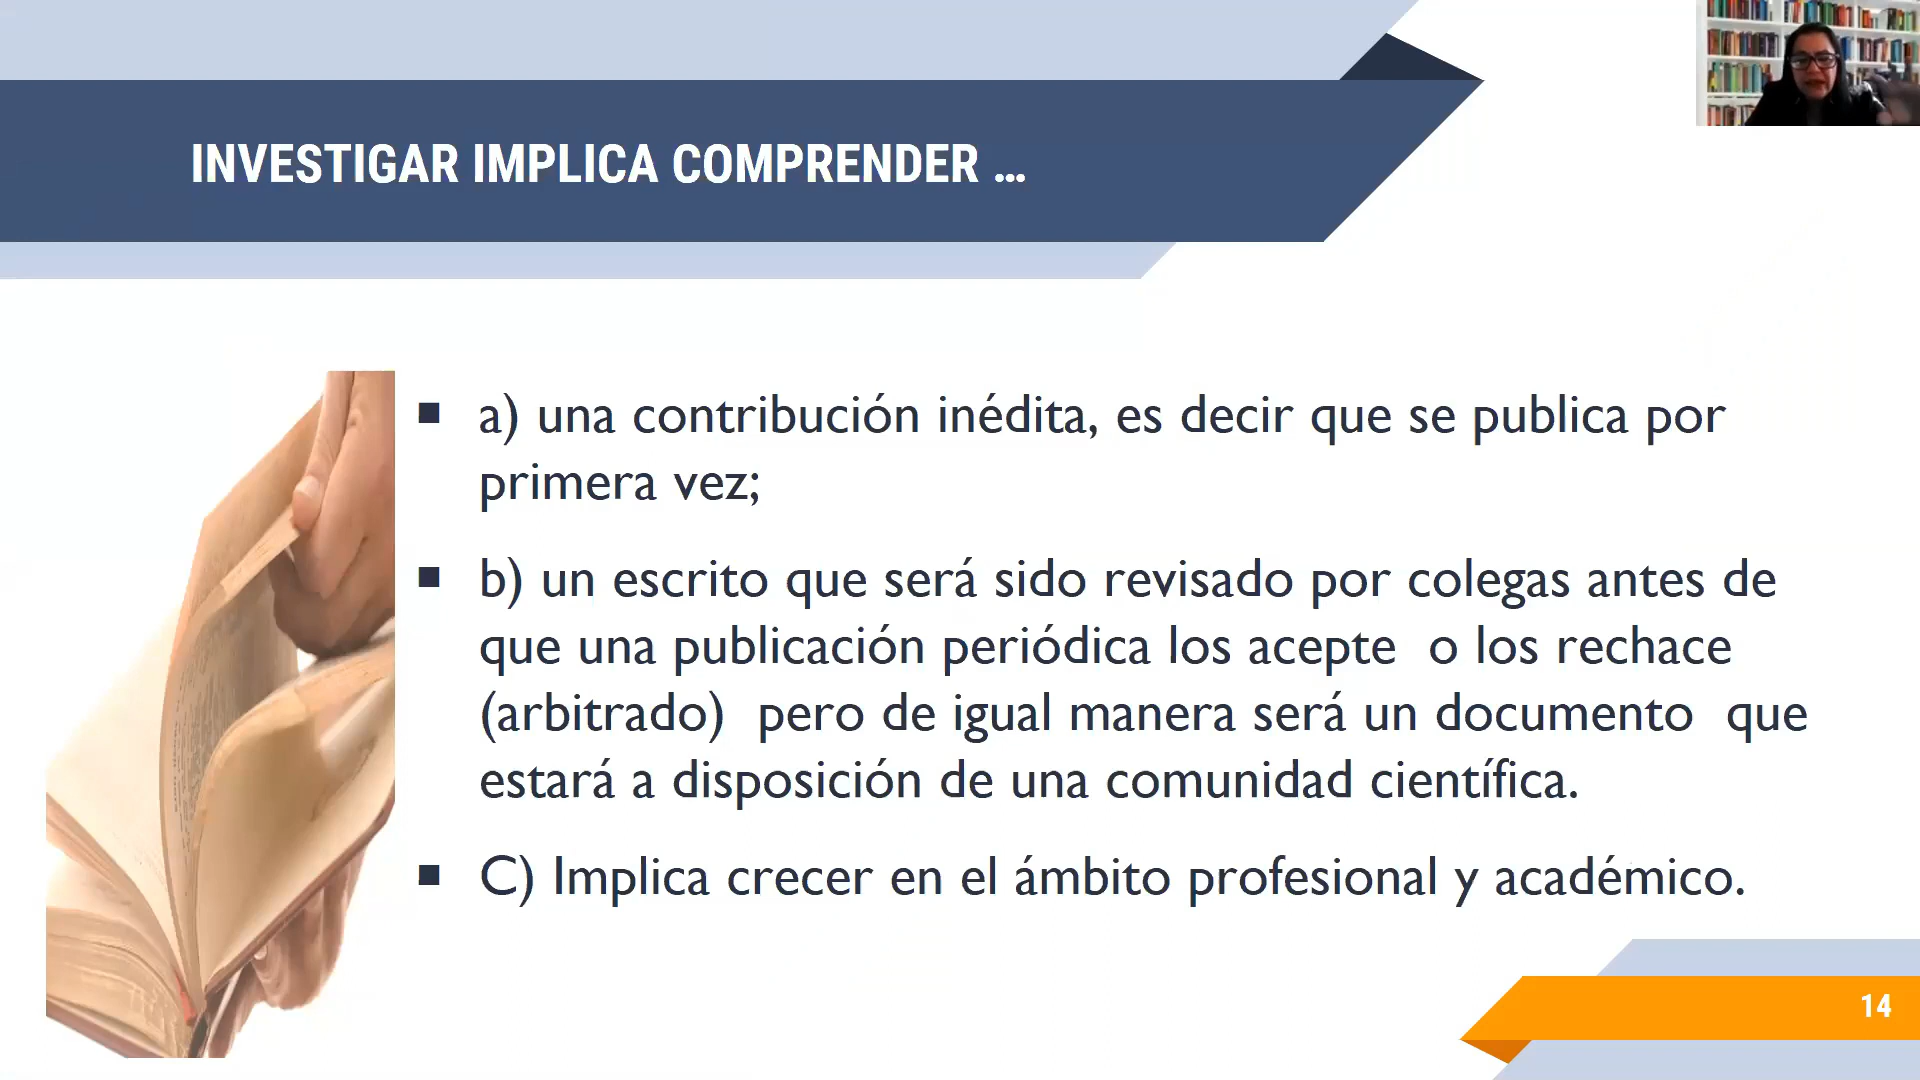 INVESTIGAR IMPLICA COMPRENDER ...
▪ a) una contribución inédita, es decir que se publica por
primera vez;
▪ b) un escrito que será sido revisado por colegas antes de
que una publicación periódica los acepte o los rechace
(arbitrado) pero de igual manera será un documento que
estará a disposición de una comunidad científica.
▪ C) Implica crecer en el ámbito profesional y académico.
14